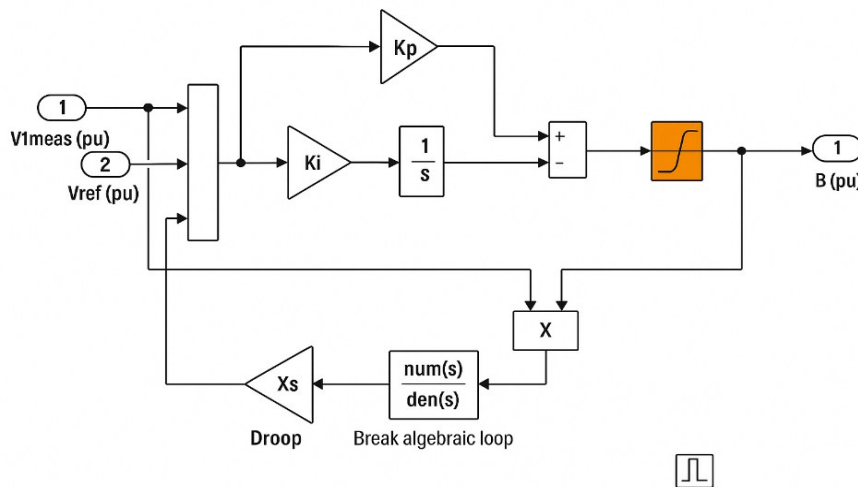 Kp
1
V1meas (pu)
2
Vref (pu)
Ki
1
s
+
−
1
B (pu)
X
Xs
num(s)
den(s)
Droop
Break algebraic loop